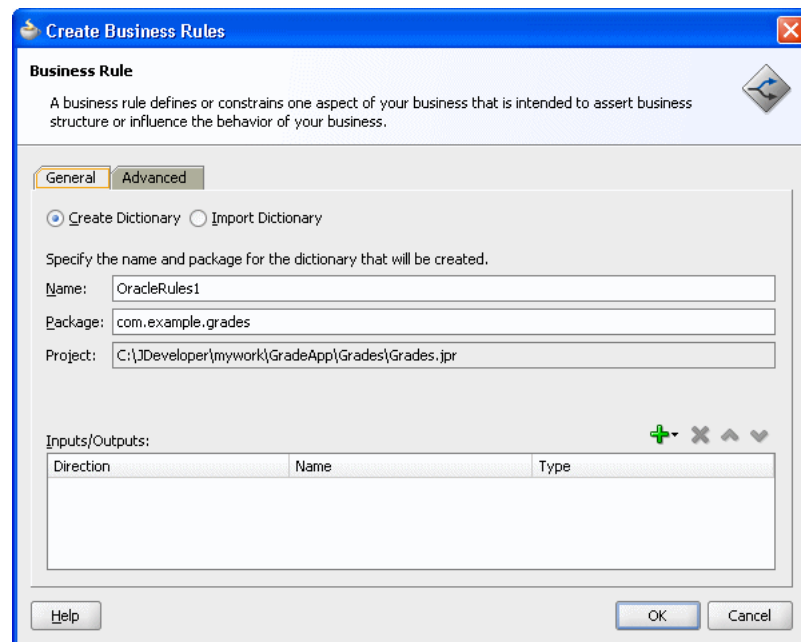 Create Business Rules
Business Rule
A business rule defines or constrains one aspect of your business that is intended to assert business
structure or influence the behavior of your business.
General Advanced
Create Dictionary Import Dictionary
Specify the name and package for the dictionary that will be created.
Name: OracleRules1
Package: com.example.grades
Project: C:\JDeveloper\mywork\GradeApp\Grades\Grades.jpr
Inputs/Outputs:
Direction Name Type
Help OK Cancel